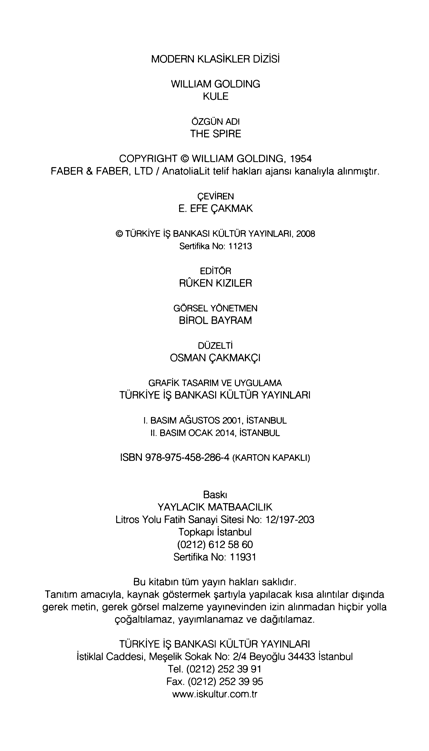 MODERN KLASİKLER DİZİSİ
WILLIAM GOLDING
KULE
ÖZGÜN ADI
THE SPIRE
COPYRIGHT © WILLIAM GOLDING, 1954
FABER & FABER, LTD / AnatoliaLit telif hakları ajansı kanalıyla alınmıştır.
ÇEVİREN
E. EFE ÇAKMAK
© TÜRKİYE İŞ BANKASI KÜLTÜR YAYINLARI, 2008
Sertifika No: 11213
EDİTÖR
RÛKEN KIZILER
GÖRSEL YÖNETMEN
BİROL BAYRAM
DÜZELTİ
OSMAN ÇAKMAKÇI
GRAFİK TASARIM VE UYGULAMA
TÜRKİYE İŞ BANKASI KÜLTÜR YAYINLARI
I. BASIM AĞUSTOS 2001, İSTANBUL
II. BASIM OCAK 2014, İSTANBUL
ISBN 978-975-458-286-4 (KARTON KAPAKLI)
Baskı
YAYLACIK MATBAACILIK
Litros Yolu Fatih Sanayi Sitesi No: 12/197-203
Topkapı İstanbul
(0212) 612 58 60
Sertifika No: 11931
Bu kitabın tüm yayın hakları saklıdır.
Tanıtım amacıyla, kaynak göstermek şartıyla yapılacak kısa alıntılar dışında
gerek metin, gerek görsel malzeme yayınevinden izin alınmadan hiçbir yolla
çoğaltılamaz, yayımlanamaz ve dağıtılamaz.
TÜRKİYE İŞ BANKASI KÜLTÜR YAYINLARI
İstiklal Caddesi, Meşelik Sokak No: 2/4 Beyoğlu 34433 İstanbul
Tel. (0212) 252 39 91
Fax. (0212) 252 39 95
www.iskultur.com.tr